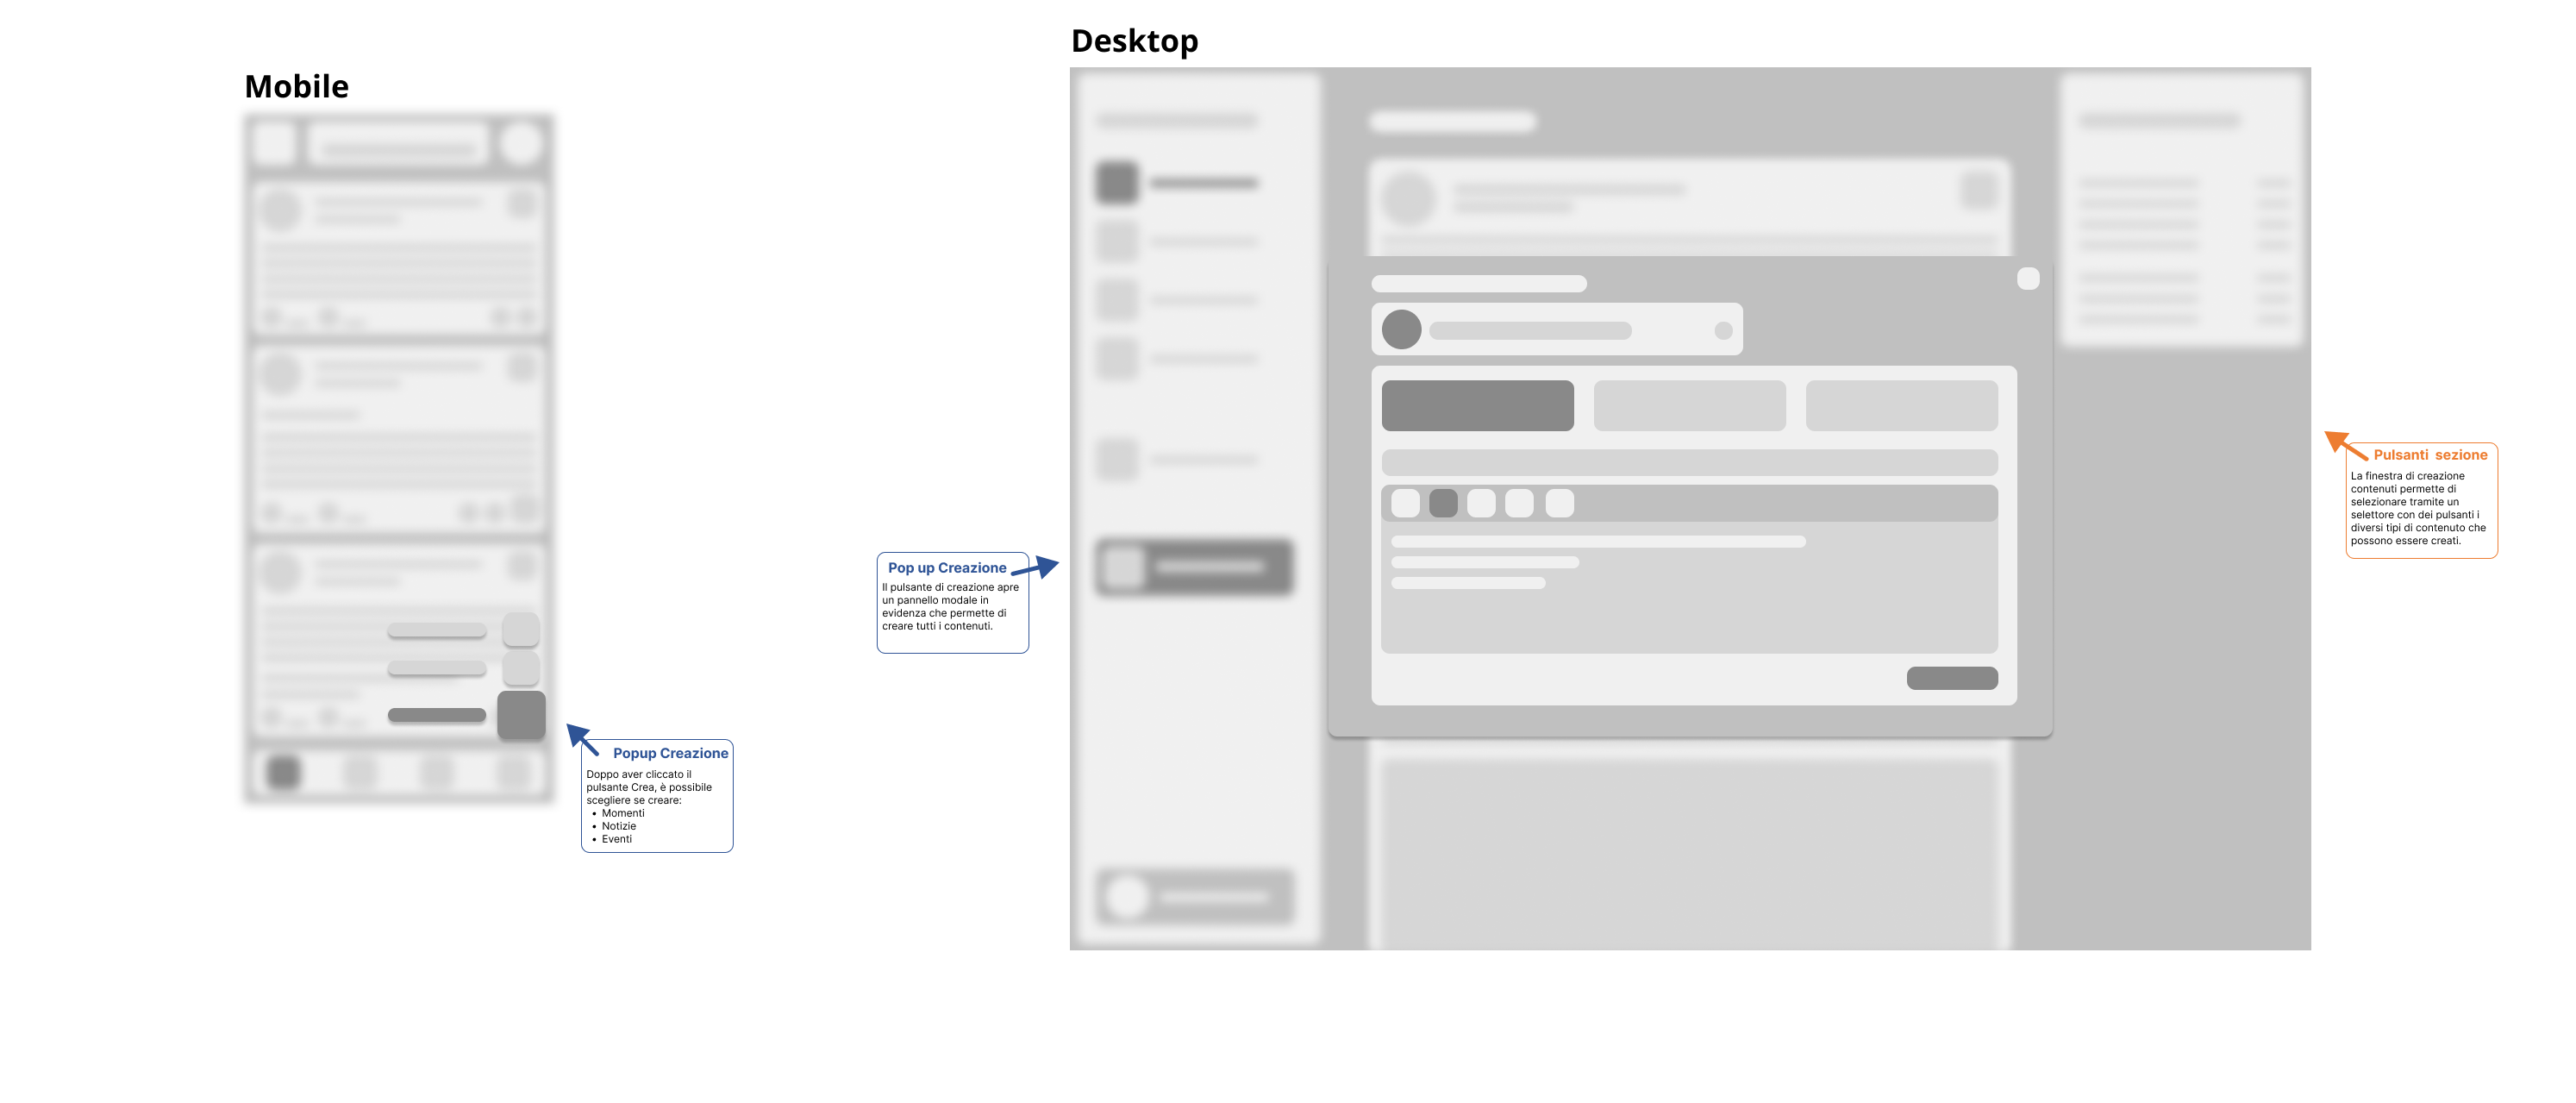 Desktop
Mobile
Pulsanti sezione
La finestra di creazione
contenuti permette di
selezionare tramite un
selettore con dei pulsanti i
diversi tipi di contenuto che
possono essere creati.
Pop up Creazione
Il pulsante di creazione apre
un pannello modale in
evidenza che permette di
creare tutti i contenuti.
Popup Creazione
Doppo aver cliccato il
pulsante Crea, è possibile
scegliere se creare:
• Momenti
• Notizie
• Eventi